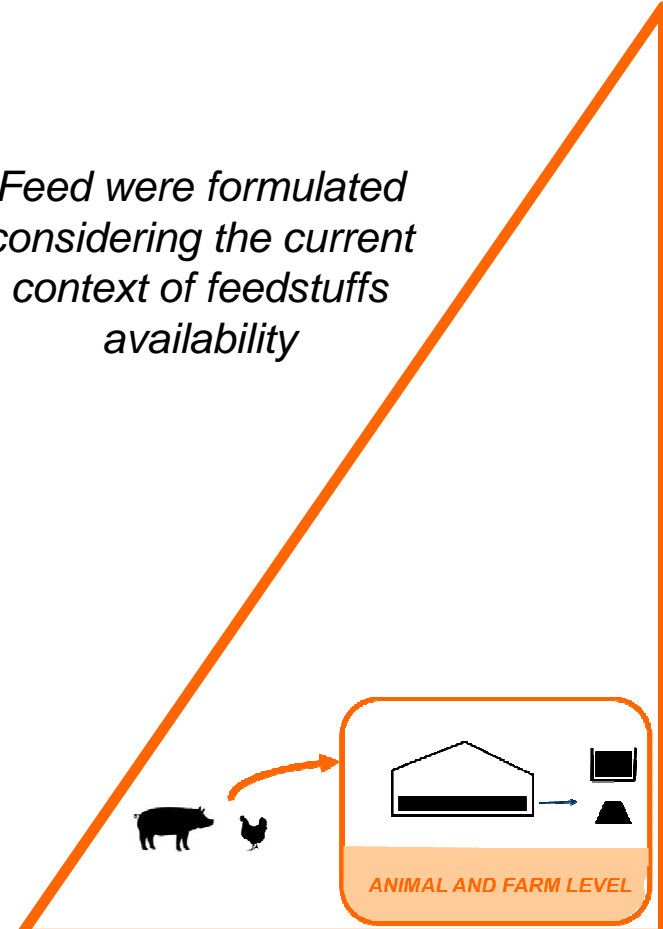 Feed were formulated
considering the current
context of feedstuffs
availability
ANIMAL AND FARM LEVEL